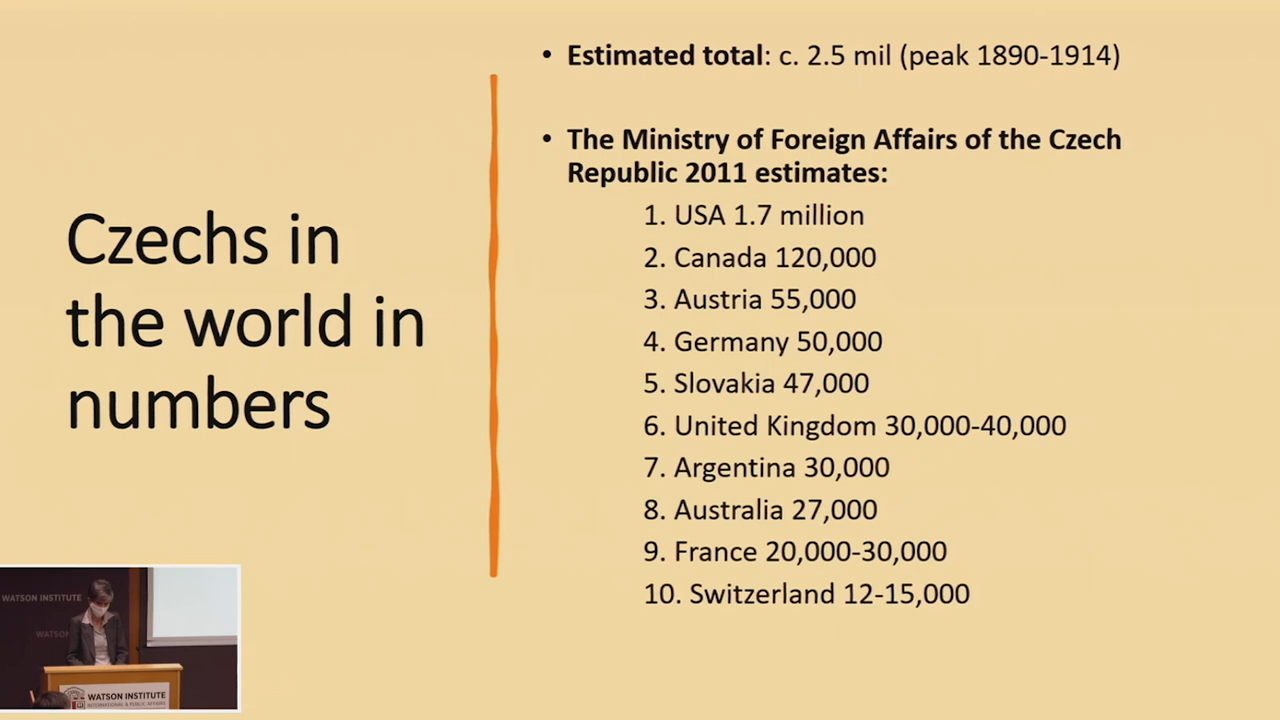 Czechs in
the world in
numbers
• Estimated total: c. 2.5 mil (peak 1890-1914)
• The Ministry of Foreign Affairs of the Czech
Republic 2011 estimates:
1. USA 1.7 million
2. Canada 120,000
3. Austria 55,000
4. Germany 50,000
5. Slovakia 47,000
6. United Kingdom 30,000-40,000
7. Argentina 30,000
8. Australia 27,000
9. France 20,000-30,000
10. Switzerland 12-15,000
WATSON INSTITUTE
WATSON
WATSON INSTITUTE
INTERNATIONAL & PUBLIC AFFAIRS